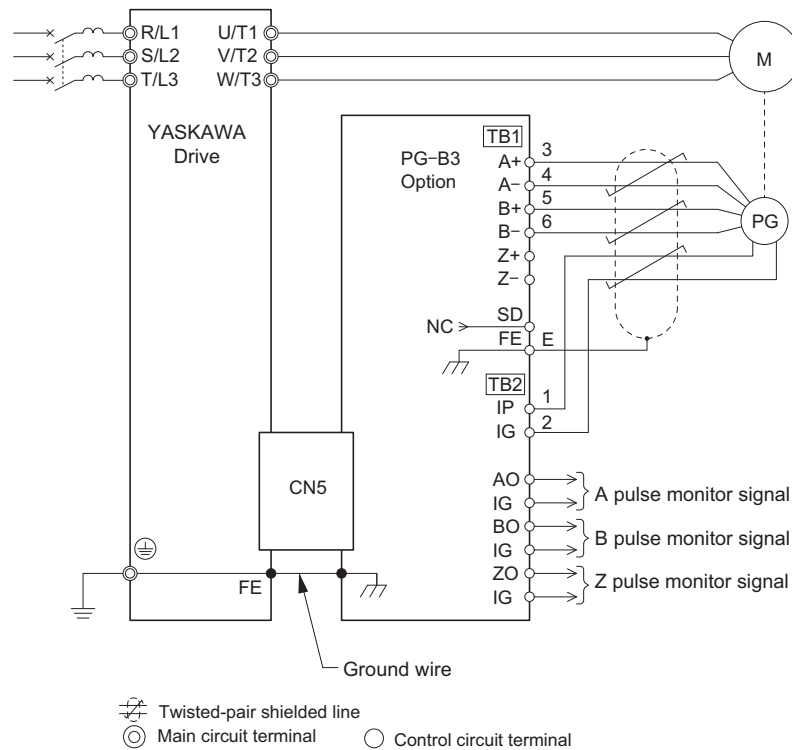 R/L1 U/T1
S/L2 V/T2
T/L3 W/T3
M
YASKAWA
Drive
PG-B3
Option
TB1
A+ 3
A− 4
B+ 5
B− 6
Z+
Z−
PG
NC SD
FE E
TB2
IP 1
IG 2
CN5
AO
IG
A pulse monitor signal
BO
IG
B pulse monitor signal
ZO
IG
Z pulse monitor signal
FE
Ground wire
Twisted-pair shielded line
Main circuit terminal Control circuit terminal